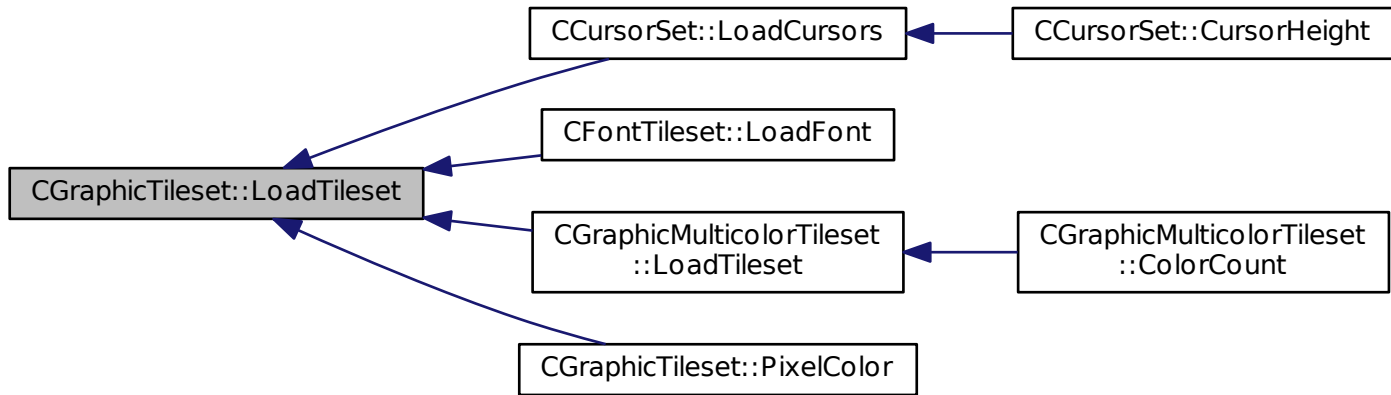 CCursorSet::LoadCursors
CCursorSet::CursorHeight
CFontTileset::LoadFont
CGraphicTileset::LoadTileset
CGraphicMulticolorTileset
::LoadTileset
CGraphicMulticolorTileset
::ColorCount
CGraphicTileset::PixelColor